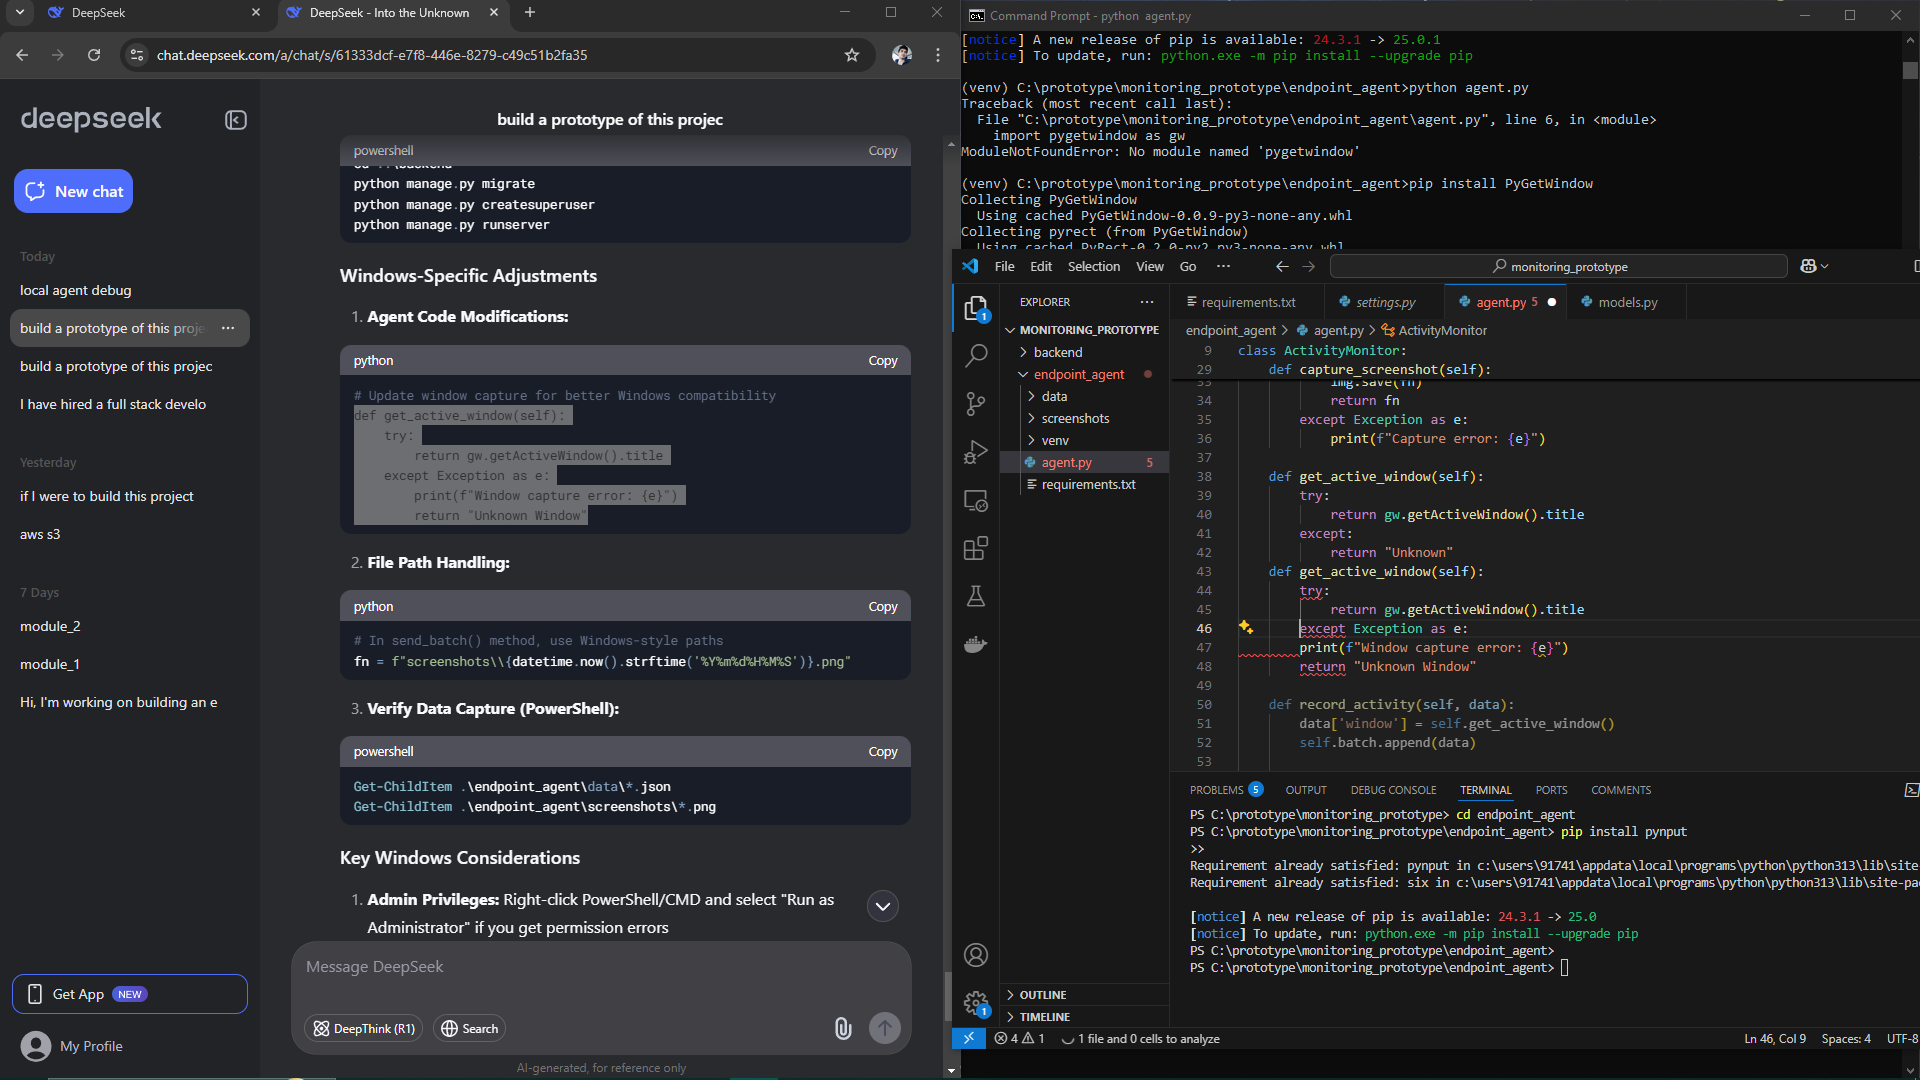 DeepSeek
DeepSeek - Into the Unknown
chat.deepseek.com/a/chat/s/61333dcf-e7f8-446e-8279-c49c51b2fa35
deepseek
New chat
Today
local agent debug
build a prototype of this proje
build a prototype of this projec
I have hired a full stack develo
Yesterday
if I were to build this project
aws s3
7 Days
module_2
module_1
Hi, I'm working on building an e
Get App NEW
My Profile
build a prototype of this projec
powershell Copy
python manage.py migrate
python manage.py createsuperuser
python manage.py runserver
Windows-Specific Adjustments
1. Agent Code Modifications:
python Copy
# Update window capture for better Windows compatibility
def get_active_window(self):
try:
return gw.getActiveWindow().title
except Exception as e:
print(f"Window capture error: {e}")
return "Unknown Window"
2. File Path Handling:
python Copy
# In send_batch() method, use Windows-style paths
fn = f"screenshots\\{datetime.now().strftime('%Y%m%d%H%M%S')}.png"
3. Verify Data Capture (PowerShell):
powershell Copy
Get-ChildItem .\endpoint_agent\data\*.json
Get-ChildItem .\endpoint_agent\screenshots\*.png
Key Windows Considerations
1. Admin Privileges: Right-click PowerShell/CMD and select "Run as
Administrator" if you get permission errors
Message DeepSeek
DeepThink (R1) Search
AI-generated, for reference only
Command Prompt - python agent.py
[notice] A new release of pip is available: 24.3.1 -> 25.0.1
[notice] To update, run: python.exe -m pip install --upgrade pip
(venv) C:\prototype\monitoring_prototype\endpoint_agent>python agent.py
Traceback (most recent call last):
File "C:\prototype\monitoring_prototype\endpoint_agent\agent.py", line 6, in <module>
import pygetwindow as gw
ModuleNotFoundError: No module named 'pygetwindow'
(venv) C:\prototype\monitoring_prototype\endpoint_agent>pip install PyGetWindow
Collecting PyGetWindow
Using cached PyGetWindow-0.0.9-py3-none-any.whl
Collecting pyrect (from PyGetWindow)
Using cached PyRect-0.2.0-py2.py3-none-any.whl
File Edit Selection View Go
monitoring_prototype
EXPLORER
MONITORING_PROTOTYPE
backend
endpoint_agent
data
screenshots
venv
agent.py 5
requirements.txt
OUTLINE
TIMELINE
1
1
requirements.txt settings.py agent.py 5 models.py
endpoint_agent > agent.py > ActivityMonitor
9 class ActivityMonitor:
29 def capture_screenshot(self):
33 img.save(fn)
34 return fn
35 except Exception as e:
36 print(f"Capture error: {e}")
37
38 def get_active_window(self):
39 try:
40 return gw.getActiveWindow().title
41 except:
42 return "Unknown"
43 def get_active_window(self):
44 try:
45 return gw.getActiveWindow().title
46 except Exception as e:
47 print(f"Window capture error: {e}")
48 return "Unknown Window"
49
50 def record_activity(self, data):
51 data['window'] = self.get_active_window()
52 self.batch.append(data)
53
PROBLEMS 5 OUTPUT DEBUG CONSOLE TERMINAL PORTS COMMENTS
PS C:\prototype\monitoring_prototype> cd endpoint_agent
PS C:\prototype\monitoring_prototype\endpoint_agent> pip install pynput
>>
Requirement already satisfied: pynput in c:\users\91741\appdata\local\programs\python\python313\lib\site-
Requirement already satisfied: six in c:\users\91741\appdata\local\programs\python\python313\lib\site-pa
[notice] A new release of pip is available: 24.3.1 -> 25.0
[notice] To update, run: python.exe -m pip install --upgrade pip
PS C:\prototype\monitoring_prototype\endpoint_agent>
PS C:\prototype\monitoring_prototype\endpoint_agent>
4 1 1 file and 0 cells to analyze
Ln 46, Col 9 Spaces: 4 UTF-8